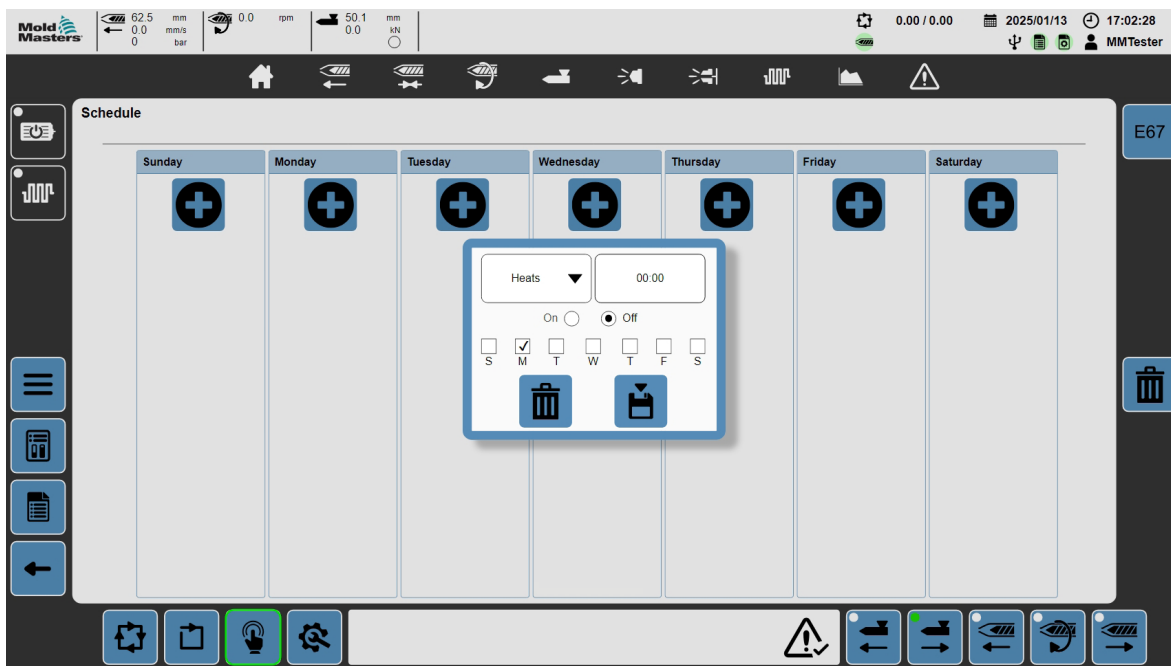 Mold
Masters
62.5 mm
0.0 mm/s
0 bar
0.0 rpm
50.1 mm
0.0 kN
0.00 / 0.00
2025/01/13
17:02:28
MMTester
Schedule
E67
Sunday Monday Tuesday Wednesday Thursday Friday Saturday
Heats 00:00
On Off
S M T W T F S